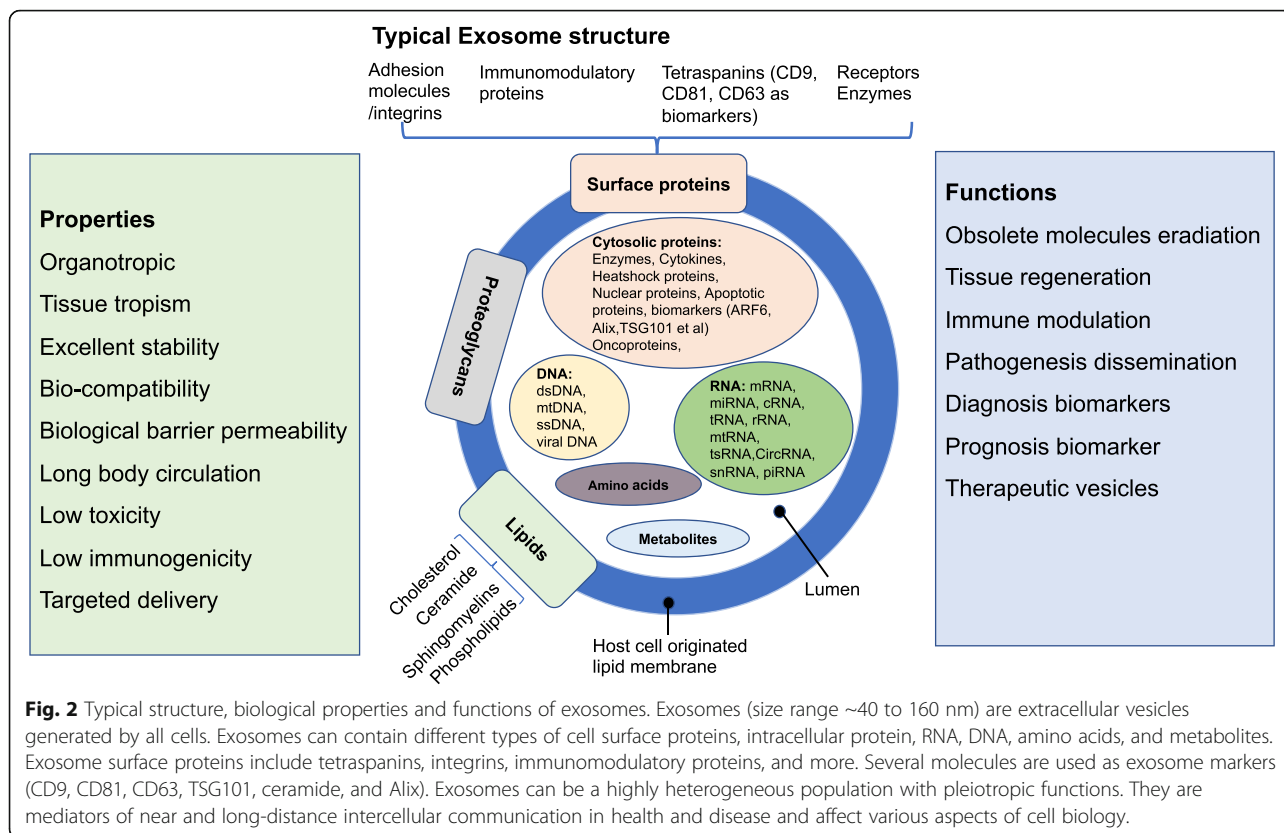 Typical Exosome structure
Adhesion
molecules
/integrins
Immunomodulatory
proteins
Tetraspanins (CD9,
CD81, CD63 as
biomarkers)
Receptors
Enzymes
Properties
Organotropic
Tissue tropism
Excellent stability
Bio-compatibility
Biological barrier permeability
Long body circulation
Low toxicity
Low immunogenicity
Targeted delivery
Surface proteins
Cytosolic proteins:
Enzymes, Cytokines,
Heatshock proteins,
Nuclear proteins, Apoptotic
proteins, biomarkers (ARF6,
Alix,TSG101 et al)
Oncoproteins,
Proteoglycans
DNA:
dsDNA,
mtDNA,
ssDNA,
viral DNA
RNA: mRNA,
miRNA, cRNA,
tRNA, rRNA,
mtRNA,
tsRNA,CircRNA,
snRNA, piRNA
Amino acids
Metabolites
Lipids
Cholesterol
Ceramide
Sphingomyelins
Phospholipids
Lumen
Host cell originated
lipid membrane
Functions
Obsolete molecules eradiation
Tissue regeneration
Immune modulation
Pathogenesis dissemination
Diagnosis biomarkers
Prognosis biomarker
Therapeutic vesicles
Fig. 2 Typical structure, biological properties and functions of exosomes. Exosomes (size range ~40 to 160 nm) are extracellular vesicles
generated by all cells. Exosomes can contain different types of cell surface proteins, intracellular protein, RNA, DNA, amino acids, and metabolites.
Exosome surface proteins include tetraspanins, integrins, immunomodulatory proteins, and more. Several molecules are used as exosome markers
(CD9, CD81, CD63, TSG101, ceramide, and Alix). Exosomes can be a highly heterogeneous population with pleiotropic functions. They are
mediators of near and long-distance intercellular communication in health and disease and affect various aspects of cell biology.